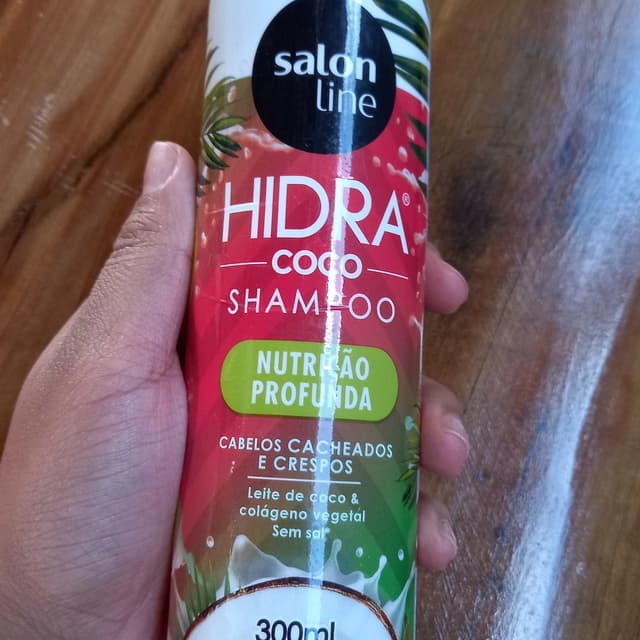 salon
line
HIDRA®
COCO
SHAMPOO
NUTRIÇÃO
PROFUNDA
CABELOS CACHEADOS
E CRESPOS
Leite de coco &
colágeno vegetal
Sem sal*
300ml